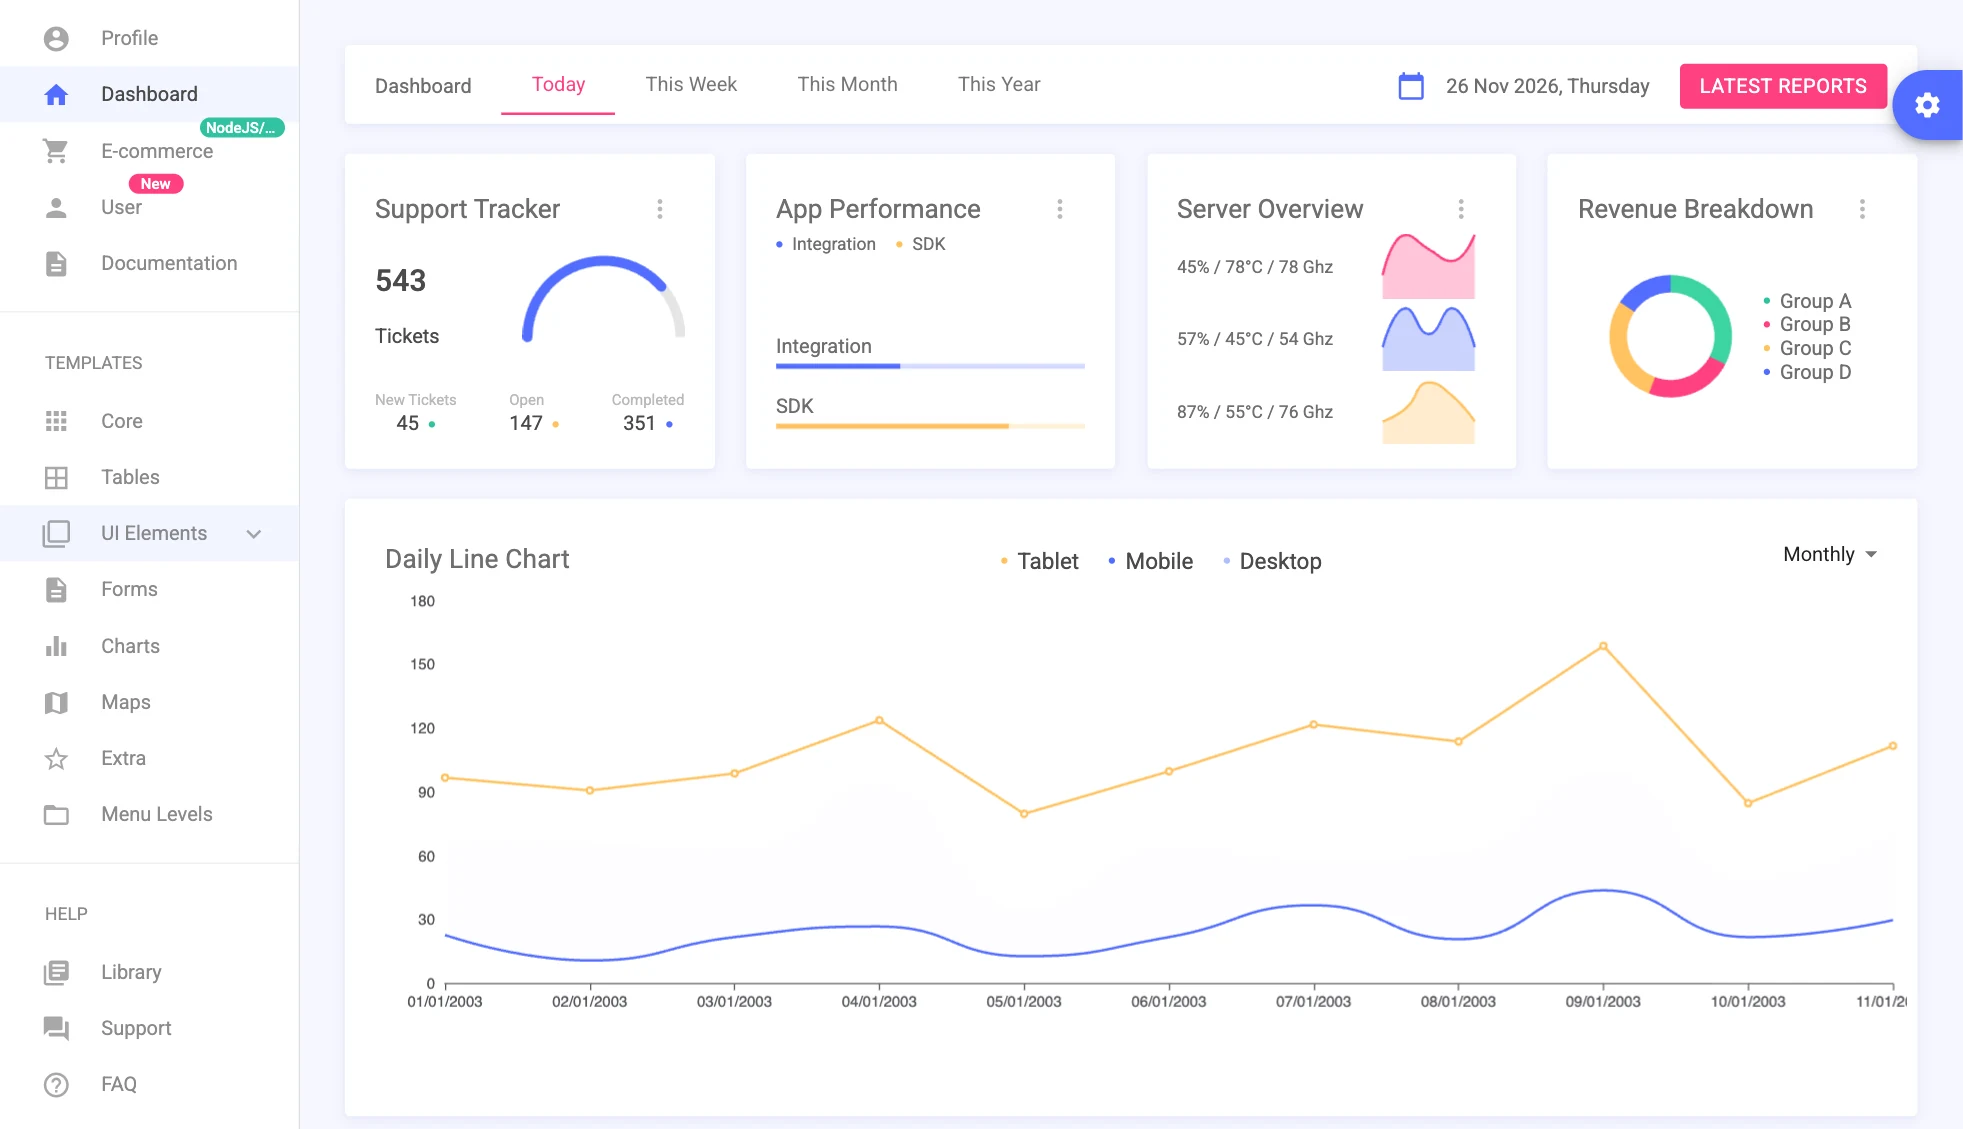 Profile
Dashboard
NodeJS/...
E-commerce
New
User
Documentation
TEMPLATES
Core
Tables
UI Elements
Forms
Charts
Maps
Extra
Menu Levels
HELP
Library
Support
FAQ
Dashboard Today This Week This Month This Year 26 Nov 2026, Thursday LATEST REPORTS
Support Tracker
543
Tickets
New Tickets Open Completed
45 147 351
App Performance
Integration SDK
Integration
SDK
Server Overview
45% / 78°C / 78 Ghz
57% / 45°C / 54 Ghz
87% / 55°C / 76 Ghz
Revenue Breakdown
Group A
Group B
Group C
Group D
Daily Line Chart Tablet Mobile Desktop Monthly
180
150
120
90
60
30
0
01/01/2003 02/01/2003 03/01/2003 04/01/2003 05/01/2003 06/01/2003 07/01/2003 08/01/2003 09/01/2003 10/01/2003 11/01/2